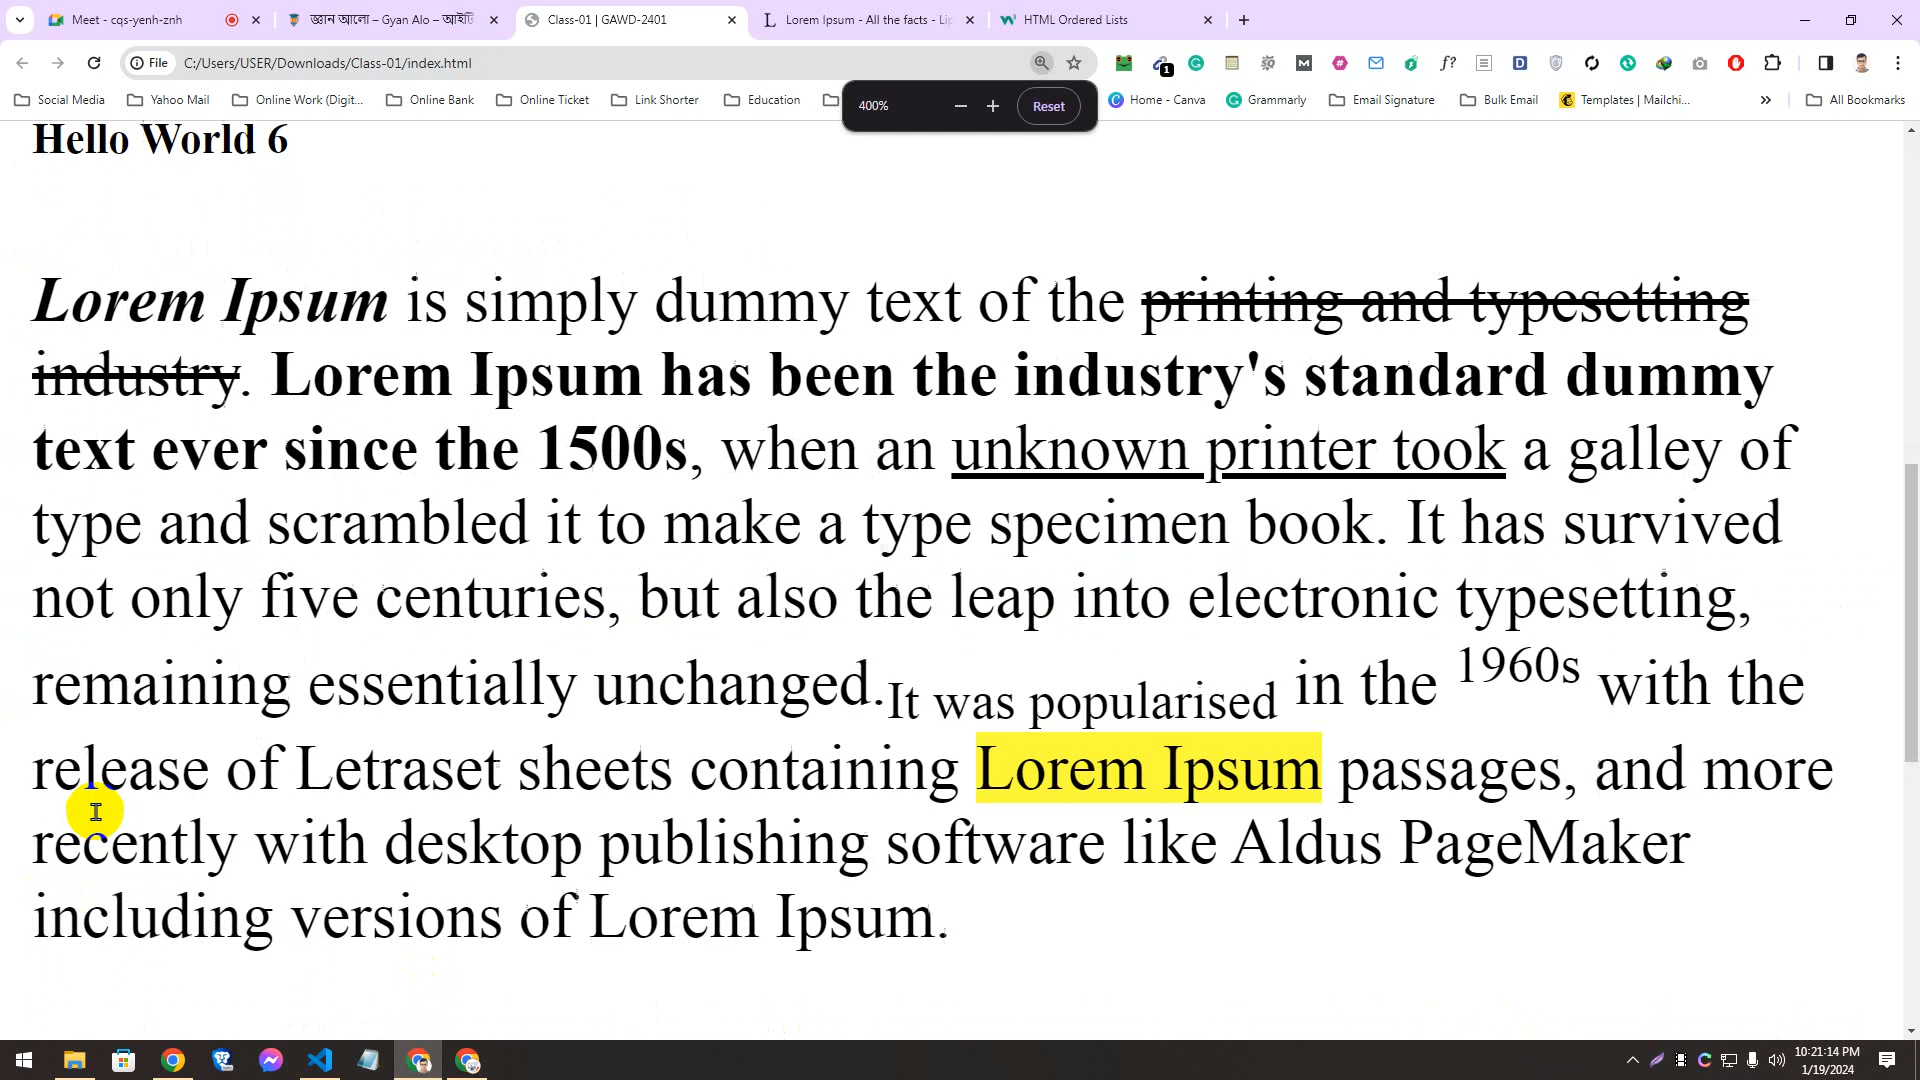 Meet - cqs-yenh-znh
জ্ঞান আলো – Gyan Alo – আইটি
Class-01 | GAWD-2401
Lorem Ipsum - All the facts - Li
HTML Ordered Lists
File C:/Users/USER/Downloads/Class-01/index.html
1
Social Media Yahoo Mail Online Work (Digit... Online Bank Online Ticket Link Shorter Education Home - Canva Grammarly Email Signature Bulk Email Templates | Mailchi... » All Bookmarks
400% Reset
Hello World 6
Lorem Ipsum is simply dummy text of the printing and typesetting
industry. Lorem Ipsum has been the industry's standard dummy
text ever since the 1500s, when an unknown printer took a galley of
type and scrambled it to make a type specimen book. It has survived
not only five centuries, but also the leap into electronic typesetting,
remaining essentially unchanged.It was popularised in the 1960s with the
release of Letraset sheets containing Lorem Ipsum passages, and more
recently with desktop publishing software like Aldus PageMaker
including versions of Lorem Ipsum.
10:21:14 PM
1/19/2024